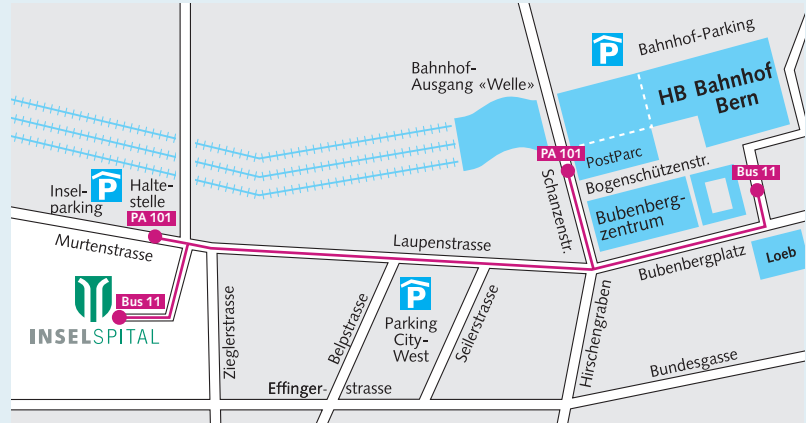 Bahnhof-Parking
P
HB Bahnhof
Bern
Bahnhof-
Ausgang «Welle»
PA 101
PostParc
Bogenschützenstr.
Bus 11
Schanzenstr.
Bubenberg-
zentrum
P
Insel-
parking
Halte-
stelle
PA 101
Murtenstrasse
Laupenstrasse
Bubenbergplatz
Loeb
Bus 11
INSELSPITAL
Zieglerstrasse
Belpstrasse
P
Parking
City-
West
Seilerstrasse
Hirschengraben
Bundesgasse
Effinger-
strasse